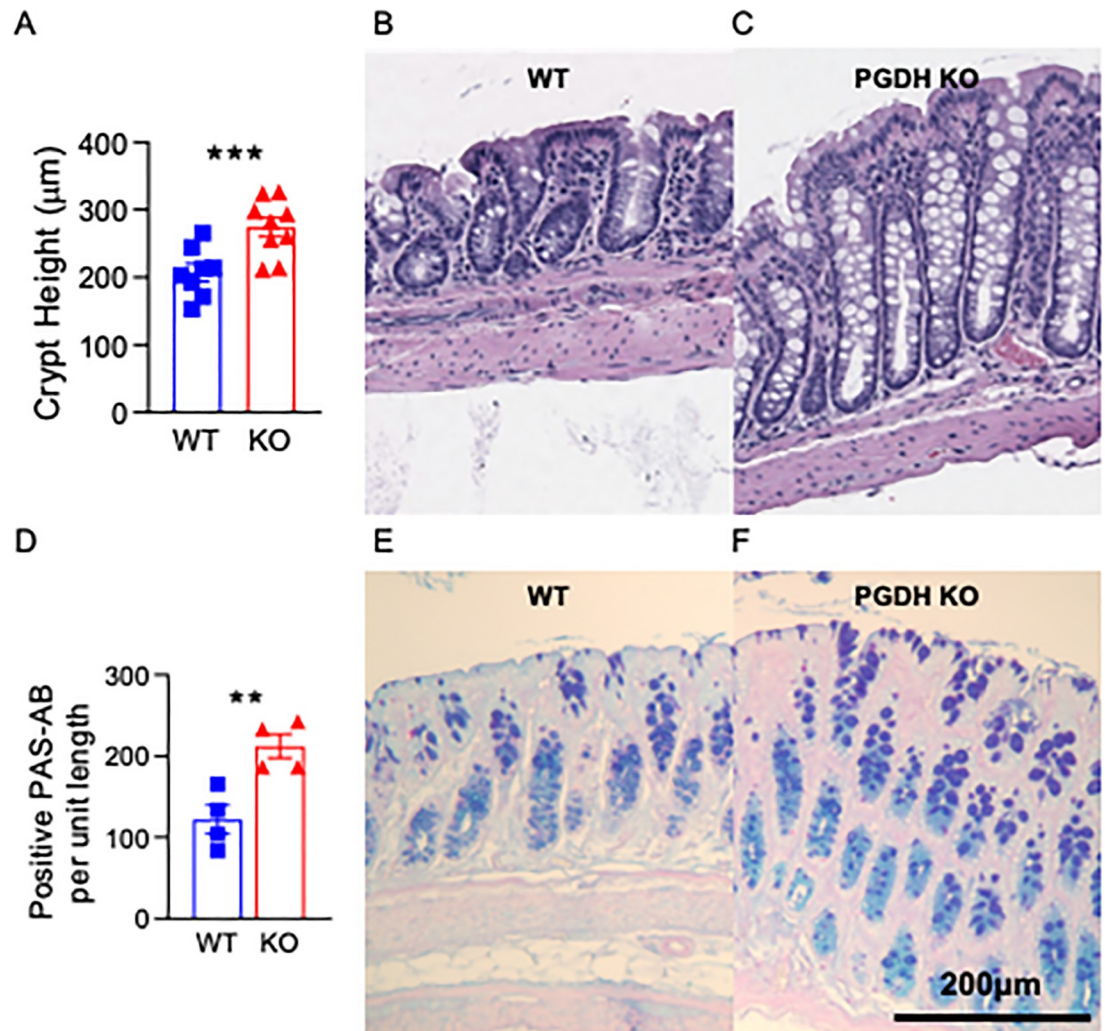 A
B
C
WT
PGDH KO
Crypt Height (μm)
400
300
200
100
0
***
WT
KO
D
E
F
WT
PGDH KO
Positive PAS-AB
per unit length
300
200
100
0
**
WT
KO
200μm